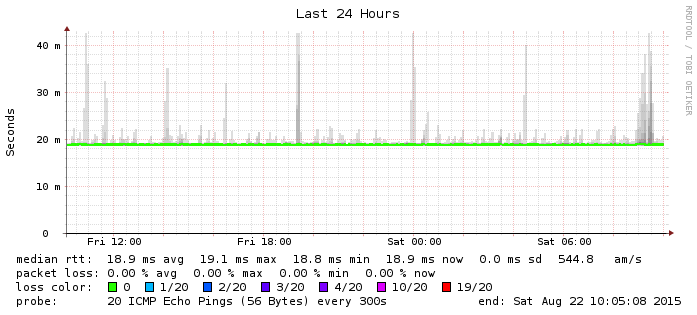 Last 24 Hours
RRDTOOL / TOBI OETIKER
Seconds
40 m
30 m
20 m
10 m
0
Fri 12:00 Fri 18:00 Sat 00:00 Sat 06:00
median rtt: 18.9 ms avg 19.1 ms max 18.8 ms min 18.9 ms now 0.0 ms sd 544.8 am/s
packet loss: 0.00 % avg 0.00 % max 0.00 % min 0.00 % now
loss color: 0 1/20 2/20 3/20 4/20 10/20 19/20
probe: 20 ICMP Echo Pings (56 Bytes) every 300s end: Sat Aug 22 10:05:08 2015